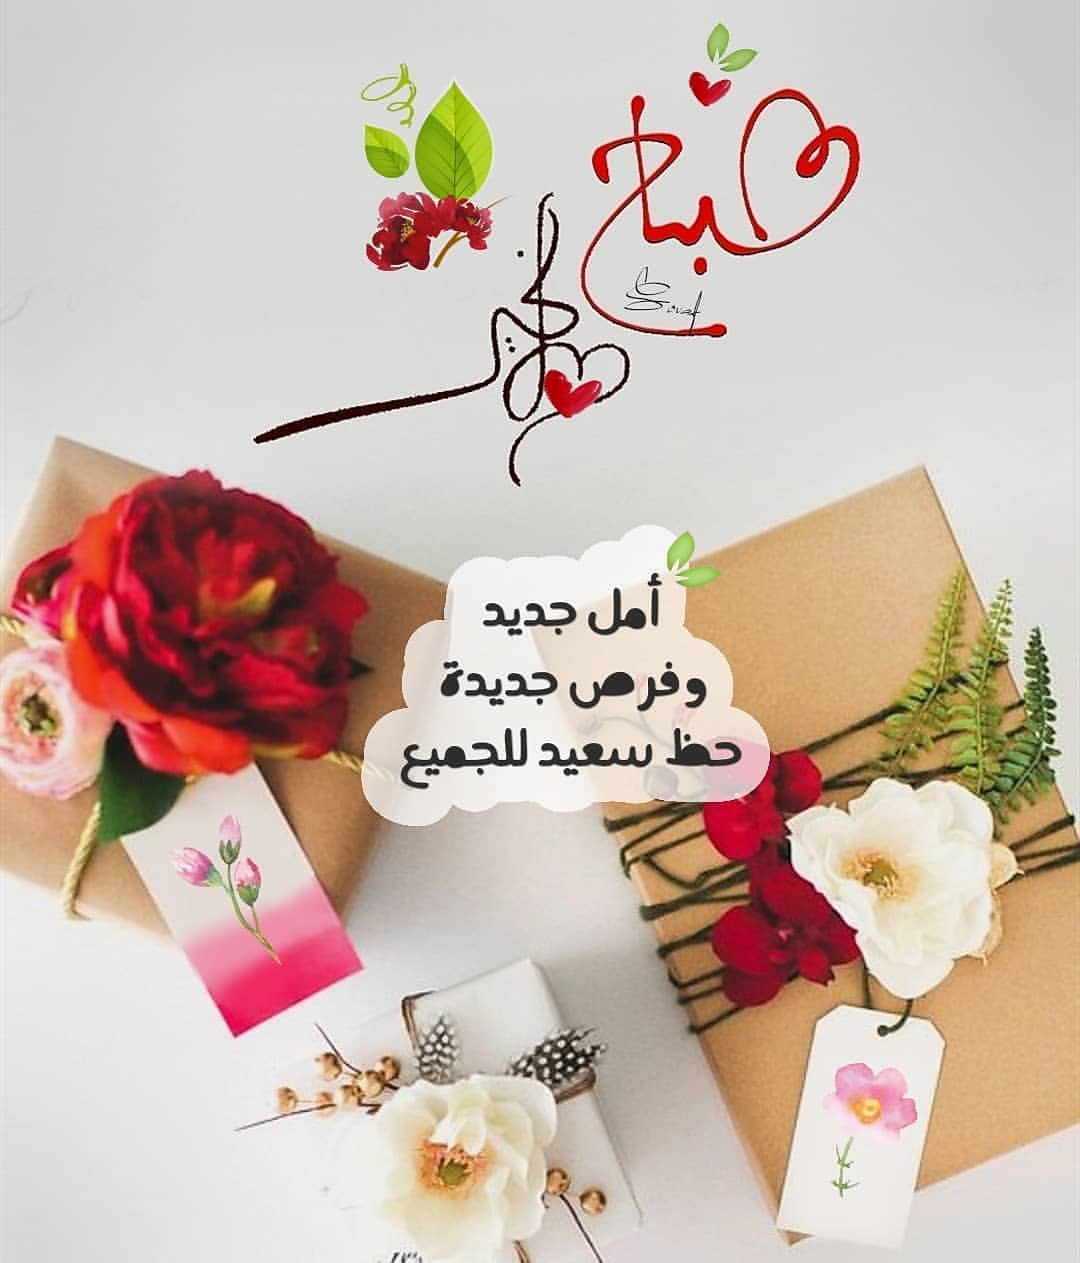 صباح
الخير
أمل جديد
وفرص جديدة
حظ سعيد للجميع